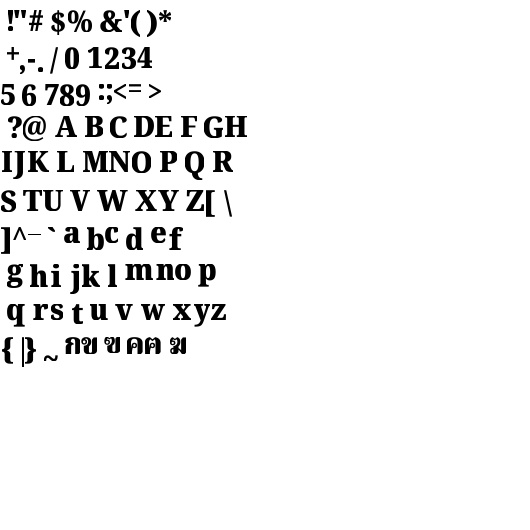 !"# $% &'( )*
+,-. / 0 1234
5 6 789 :;<= >
?@ A B C DE F GH
IJK L MNO P Q R
S TU V W XY Z[ \
]^_ ` a bc d ef
g hi jk l mno p
q rs t u v w xyz
{ |} ~ กข ฃ คฅ ฆ